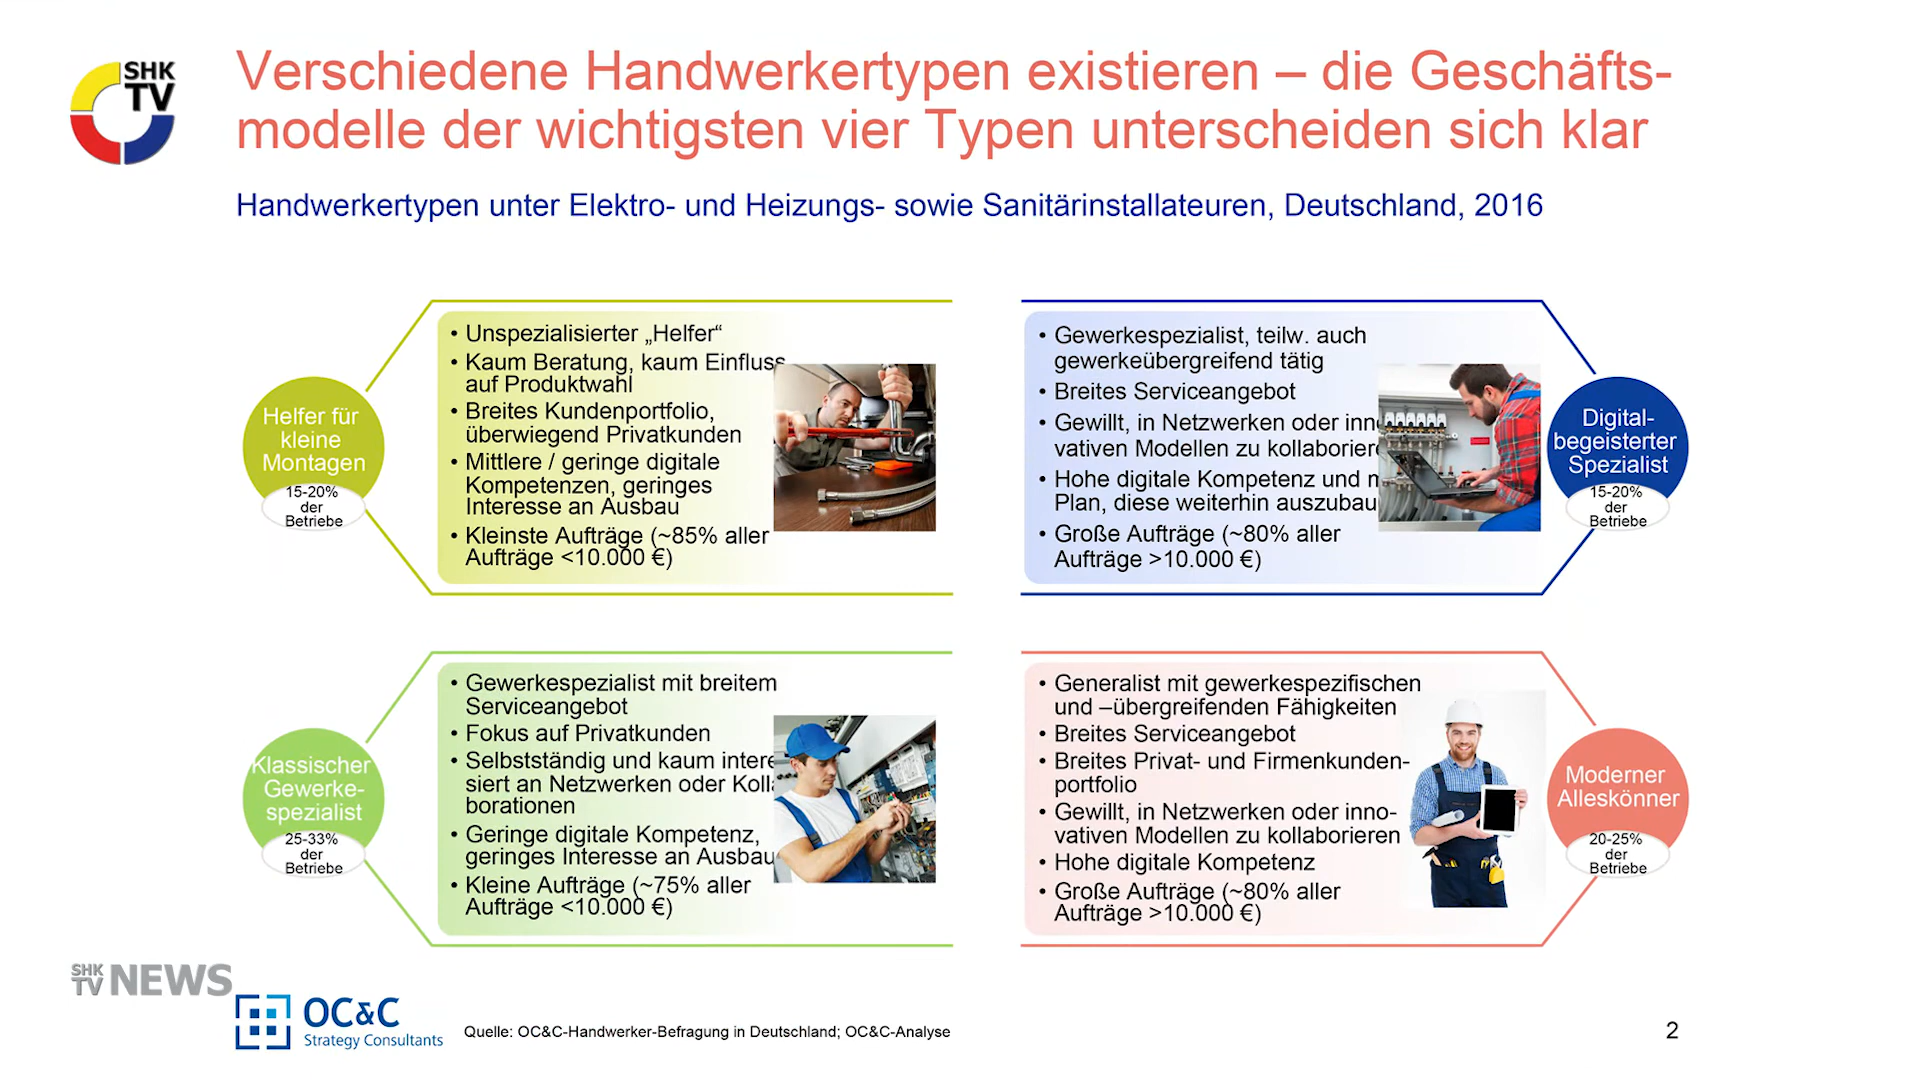 SHK
TV
Verschiedene Handwerkertypen existieren – die Geschäfts-
modelle der wichtigsten vier Typen unterscheiden sich klar
Handwerkertypen unter Elektro- und Heizungs- sowie Sanitärinstallateuren, Deutschland, 2016
Helfer für
kleine
Montagen
15-20%
der
Betriebe
• Unspezialisierter „Helfer“
• Kaum Beratung, kaum Einfluss
auf Produktwahl
• Breites Kundenportfolio,
überwiegend Privatkunden
• Mittlere / geringe digitale
Kompetenzen, geringes
Interesse an Ausbau
• Kleinste Aufträge (~85% aller
Aufträge <10.000 €)
• Gewerkespezialist, teilw. auch
gewerkeübergreifend tätig
• Breites Serviceangebot
• Gewillt, in Netzwerken oder inn
vativen Modellen zu kollaborier
• Hohe digitale Kompetenz und
Plan, diese weiterhin auszubau
• Große Aufträge (~80% aller
Aufträge >10.000 €)
Digital-
begeisterter
Spezialist
15-20%
der
Betriebe
Klassischer
Gewerke-
spezialist
25-33%
der
Betriebe
• Gewerkespezialist mit breitem
Serviceangebot
• Fokus auf Privatkunden
• Selbstständig und kaum intere
siert an Netzwerken oder Koll
borationen
• Geringe digitale Kompetenz,
geringes Interesse an Ausbau
• Kleine Aufträge (~75% aller
Aufträge <10.000 €)
• Generalist mit gewerkespezifischen
und –übergreifenden Fähigkeiten
• Breites Serviceangebot
• Breites Privat- und Firmenkunden-
portfolio
• Gewillt, in Netzwerken oder inno-
vativen Modellen zu kollaborieren
• Hohe digitale Kompetenz
• Große Aufträge (~80% aller
Aufträge >10.000 €)
Moderner
Alleskönner
20-25%
der
Betriebe
SHK TV NEWS
OC&C
Strategy Consultants
Quelle: OC&C-Handwerker-Befragung in Deutschland; OC&C-Analyse
2